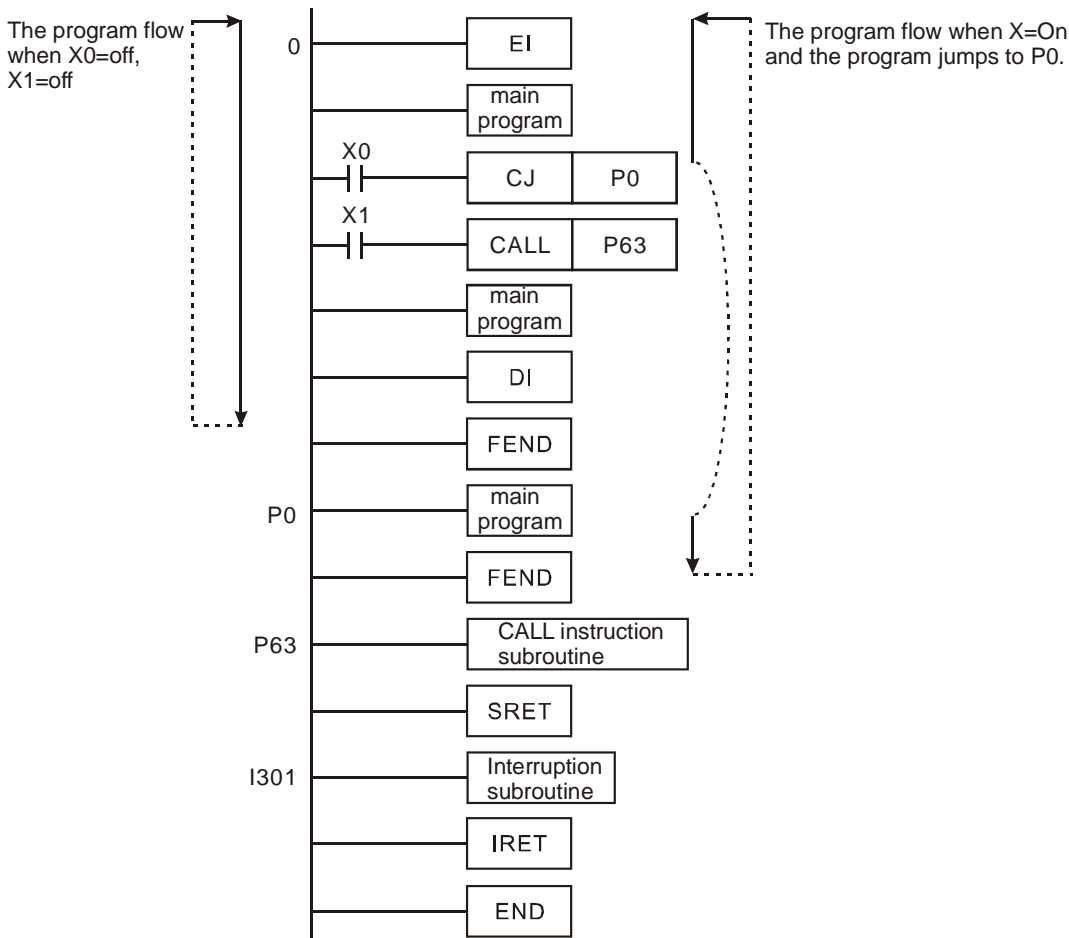 The program flow
when X0=off,
X1=off
The program flow when X=On
and the program jumps to P0.
0
EI
main
program
X0
CJ P0
X1
CALL P63
main
program
DI
FEND
P0
main
program
FEND
P63
CALL instruction
subroutine
SRET
I301
Interruption
subroutine
IRET
END